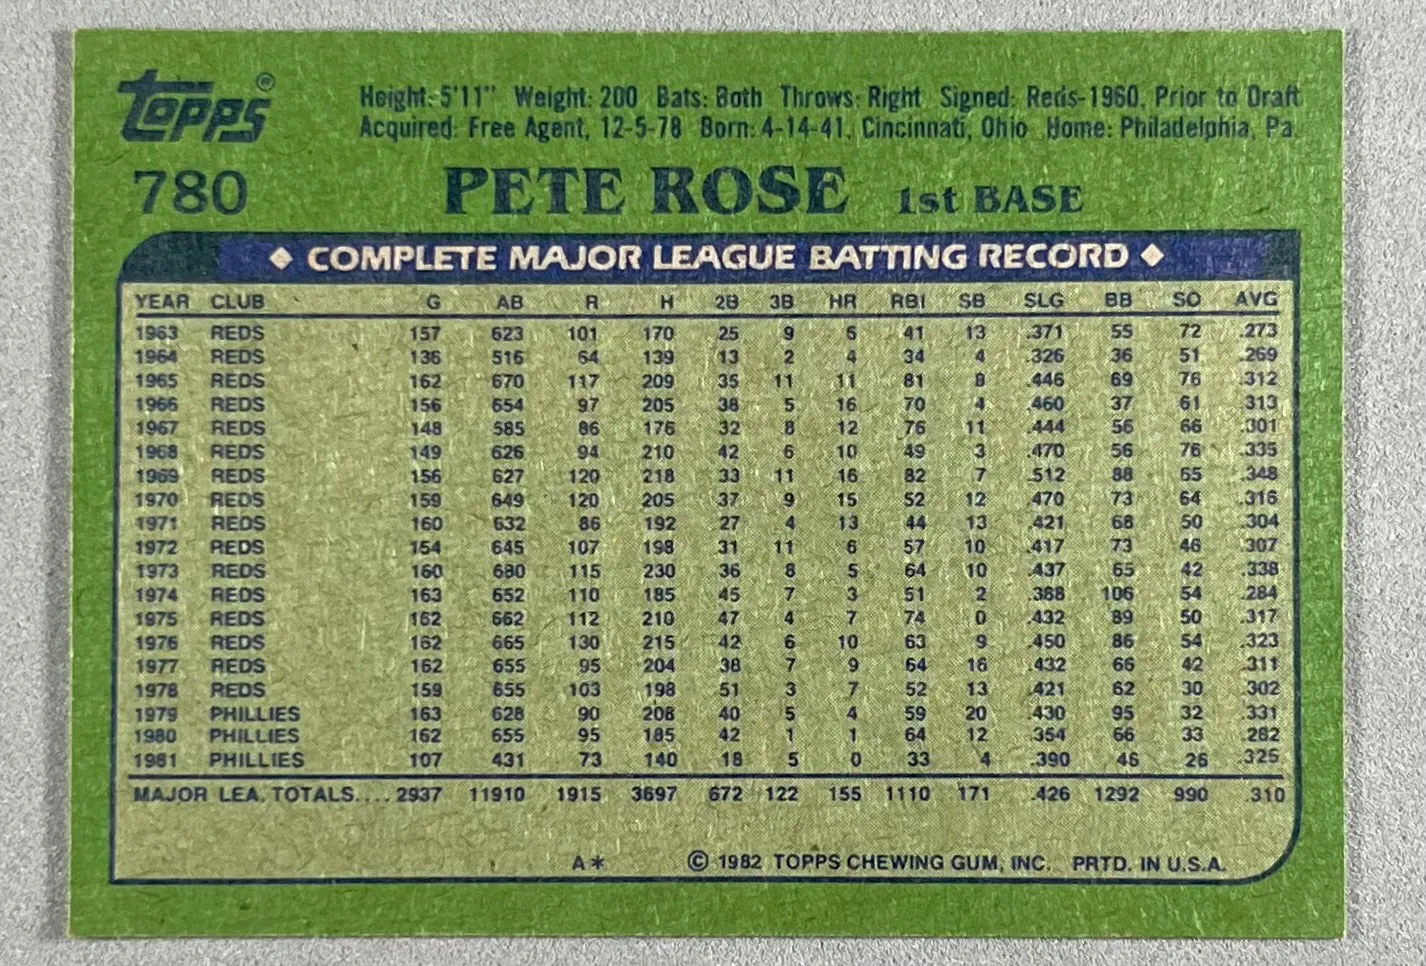 TOPPS®
Height: 5'11" Weight: 200 Bats: Both Throws: Right Signed: Reds-1960, Prior to Draft
Acquired: Free Agent, 12-5-78 Born: 4-14-41, Cincinnati, Ohio Home: Philadelphia, Pa.
780 PETE ROSE 1st BASE
◆ COMPLETE MAJOR LEAGUE BATTING RECORD ◆
YEAR CLUB G AB R H 2B 3B HR RBI SB SLG BB SO AVG
1963 REDS 157 623 101 170 25 9 6 41 13 .371 55 72 .273
1964 REDS 136 516 64 139 13 2 4 34 4 .326 36 51 .269
1965 REDS 162 670 117 209 35 11 11 81 8 .446 69 76 .312
1966 REDS 156 654 97 205 38 5 16 70 4 .460 37 61 .313
1967 REDS 148 585 86 176 32 8 12 76 11 .444 56 66 .301
1968 REDS 149 626 94 210 42 6 10 49 3 .470 56 76 .335
1969 REDS 156 627 120 218 33 11 16 82 7 .512 88 65 .348
1970 REDS 159 649 120 205 37 9 15 52 12 .470 73 64 .316
1971 REDS 160 632 86 192 27 4 13 44 13 .421 68 50 .304
1972 REDS 154 645 107 198 31 11 6 57 10 .417 73 46 .307
1973 REDS 160 680 115 230 36 8 5 64 10 .437 65 42 .338
1974 REDS 163 652 110 185 45 7 3 51 2 .388 106 54 .284
1975 REDS 162 662 112 210 47 4 7 74 0 .432 89 50 .317
1976 REDS 162 665 130 215 42 6 10 63 9 .450 86 54 .323
1977 REDS 162 655 95 204 38 7 9 64 16 .432 66 42 .311
1978 REDS 159 655 103 198 51 3 7 52 13 .421 62 30 .302
1979 PHILLIES 163 628 90 208 40 5 4 59 20 .430 95 32 .331
1980 PHILLIES 162 655 95 185 42 1 1 64 12 .354 66 33 .282
1981 PHILLIES 107 431 73 140 18 5 0 33 4 .390 46 26 .325
MAJOR LEA. TOTALS.... 2937 11910 1915 3697 672 122 155 1110 171 .426 1292 990 .310
A* © 1982 TOPPS CHEWING GUM, INC. PRTD. IN U.S.A.